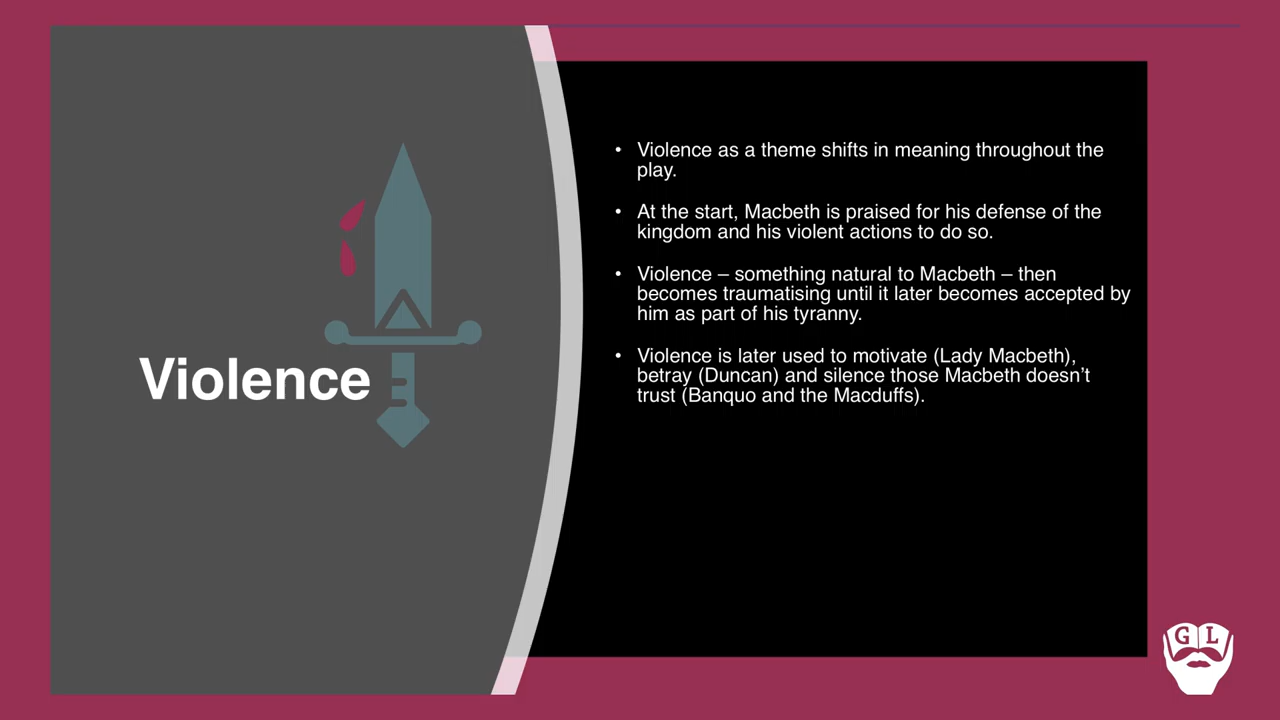 Violence
• Violence as a theme shifts in meaning throughout the
play.
• At the start, Macbeth is praised for his defense of the
kingdom and his violent actions to do so.
• Violence – something natural to Macbeth – then
becomes traumatising until it later becomes accepted by
him as part of his tyranny.
• Violence is later used to motivate (Lady Macbeth),
betray (Duncan) and silence those Macbeth doesn’t
trust (Banquo and the Macduffs).
G L